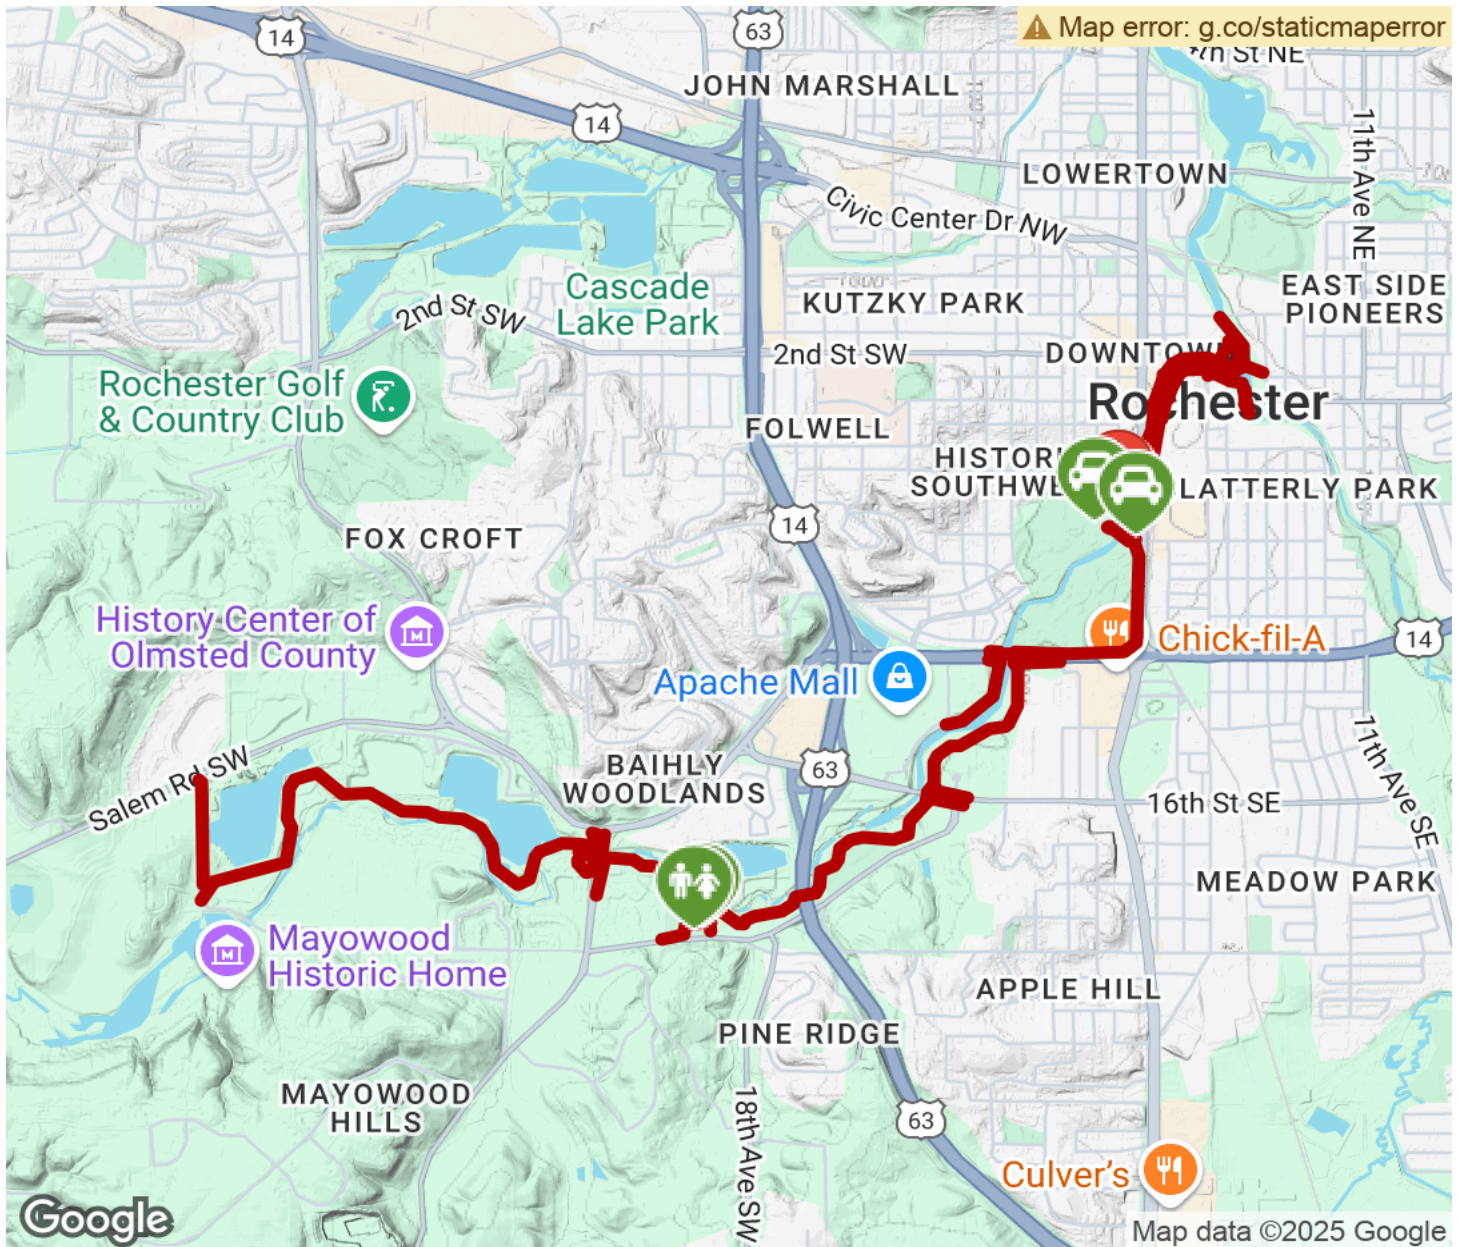 Map error: g.co/staticmaperror
14
63
7th St NE
JOHN MARSHALL
14
11th Ave NE
LOWERTOWN
Civic Center Dr NW
Cascade
Lake Park
KUTZKY PARK
EAST SIDE
PIONEERS
2nd St SW
2nd St SW
DOWNTOWN
Rochester Golf
& Country Club
Rochester
FOLWELL
HISTORI
SOUTHWE
LATTERLY PARK
14
FOX CROFT
History Center of
Olmsted County
Chick-fil-A
14
Apache Mall
63
11th Ave SE
Salem Rd SW
BAIHLY
WOODLANDS
16th St SE
MEADOW PARK
Mayowood
Historic Home
APPLE HILL
PINE RIDGE
MAYOWOOD
HILLS
18th Ave SW
63
Culver's
Google
Map data ©2025 Google